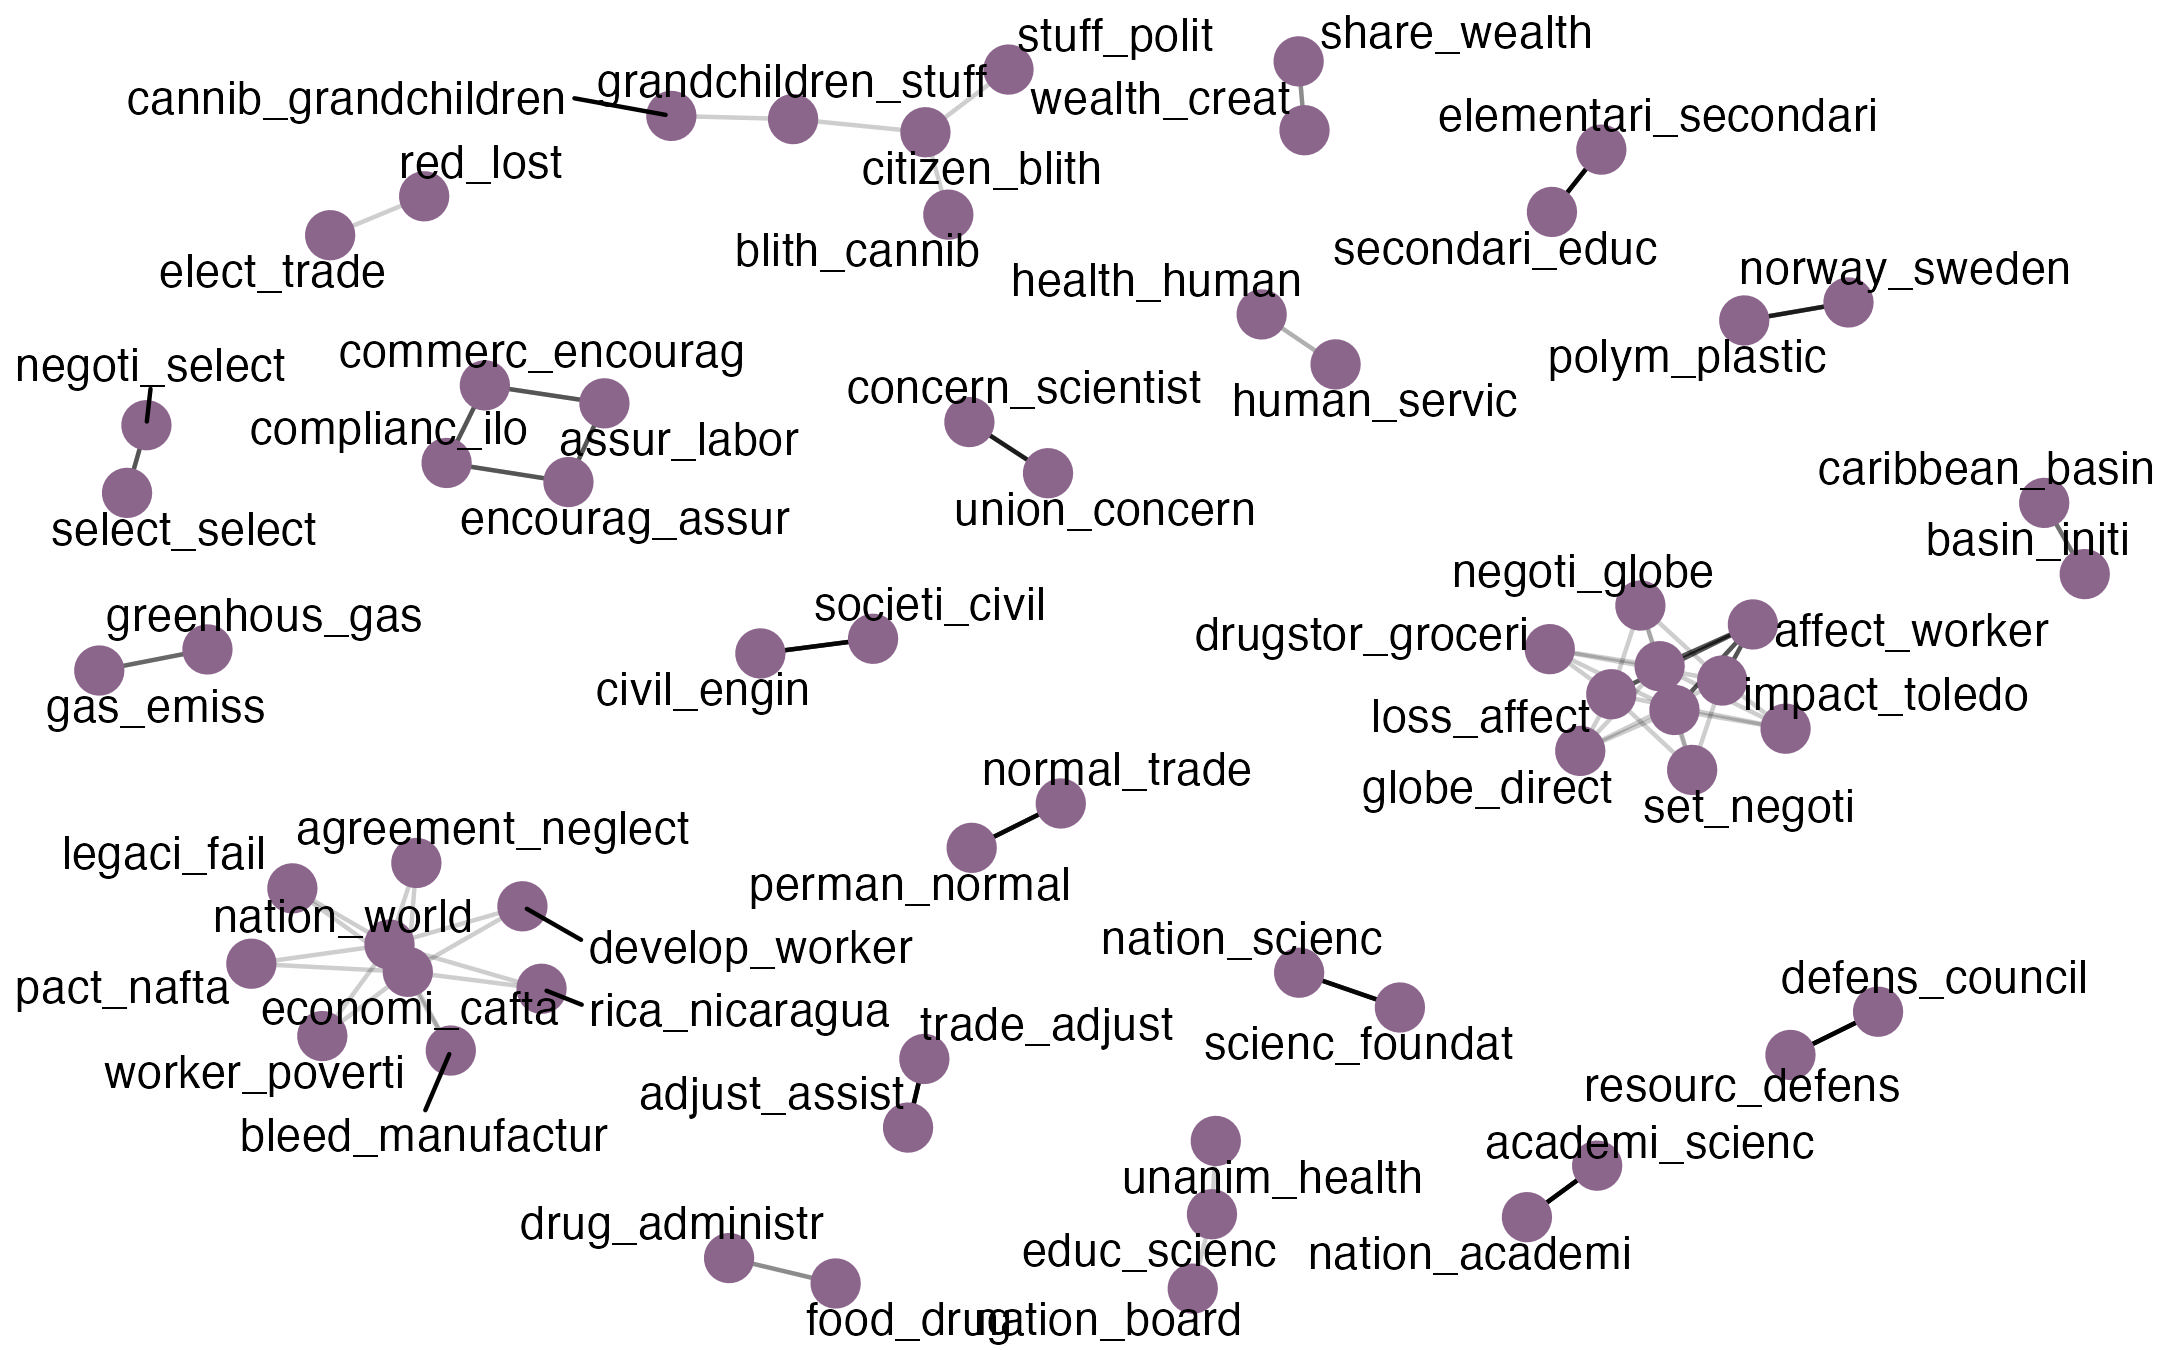 stuff_polit
share_wealth
cannib_grandchildren
grandchildren_stuff
wealth_creat
elementari_secondari
red_lost
citizen_blith
elect_trade
blith_cannib
secondari_educ
health_human
norway_sweden
negoti_select
commerc_encourag
polym_plastic
concern_scientist
human_servic
complianc_ilo
assur_labor
caribbean_basin
select_select
encourag_assur
union_concern
basin_initi
negoti_globe
greenhous_gas
societi_civil
drugstor_groceri
affect_worker
gas_emiss
civil_engin
loss_affect
impact_toledo
normal_trade
globe_direct
set_negoti
agreement_neglect
legaci_fail
perman_normal
nation_world
develop_worker
nation_scienc
defens_council
pact_nafta
economi_cafta
rica_nicaragua
trade_adjust
scienc_foundat
worker_poverti
adjust_assist
resourc_defens
bleed_manufactur
unanim_health
academi_scienc
drug_administr
educ_scienc
nation_academi
food_drug
nation_board